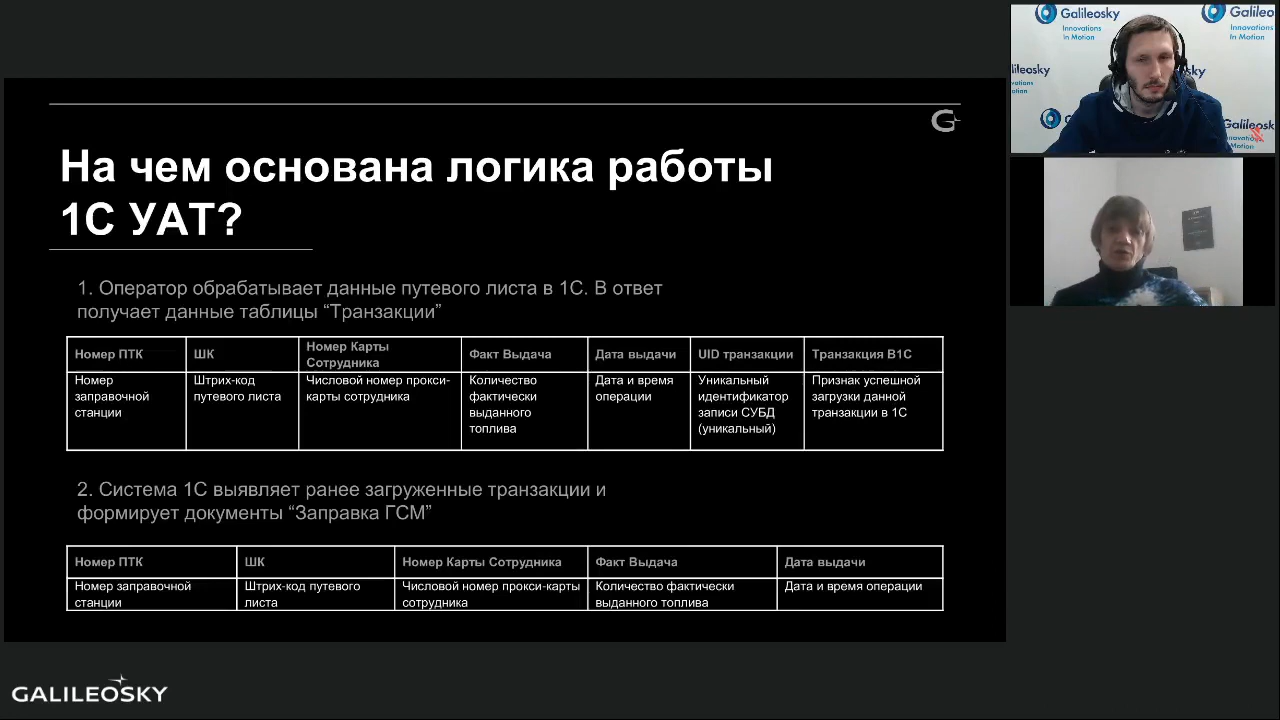 На чем основана логика работы
1С УАТ?
1. Оператор обрабатывает данные путевого листа в 1С. В ответ
получает данные таблицы “Транзакции”
Номер ПТК
ШК
Номер Карты
Сотрудника
Факт Выдача
Дата выдачи
UID транзакции
Транзакция В1С
Номер
заправочной
станции
Штрих-код
путевого листа
Числовой номер прокси-
карты сотрудника
Количество
фактически
выданного
топлива
Дата и время
операции
Уникальный
идентификатор
записи СУБД
(уникальный)
Признак успешной
загрузки данной
транзакции в 1С
2. Система 1С выявляет ранее загруженные транзакции и
формирует документы “Заправка ГСМ”
Номер ПТК
ШК
Номер Карты Сотрудника
Факт Выдача
Дата выдачи
Номер заправочной
станции
Штрих-код путевого
листа
Числовой номер прокси-карты
сотрудника
Количество фактически
выданного топлива
Дата и время операции
GALILEOSKY
Galileosky
Innovations
In Motion
Galileosky